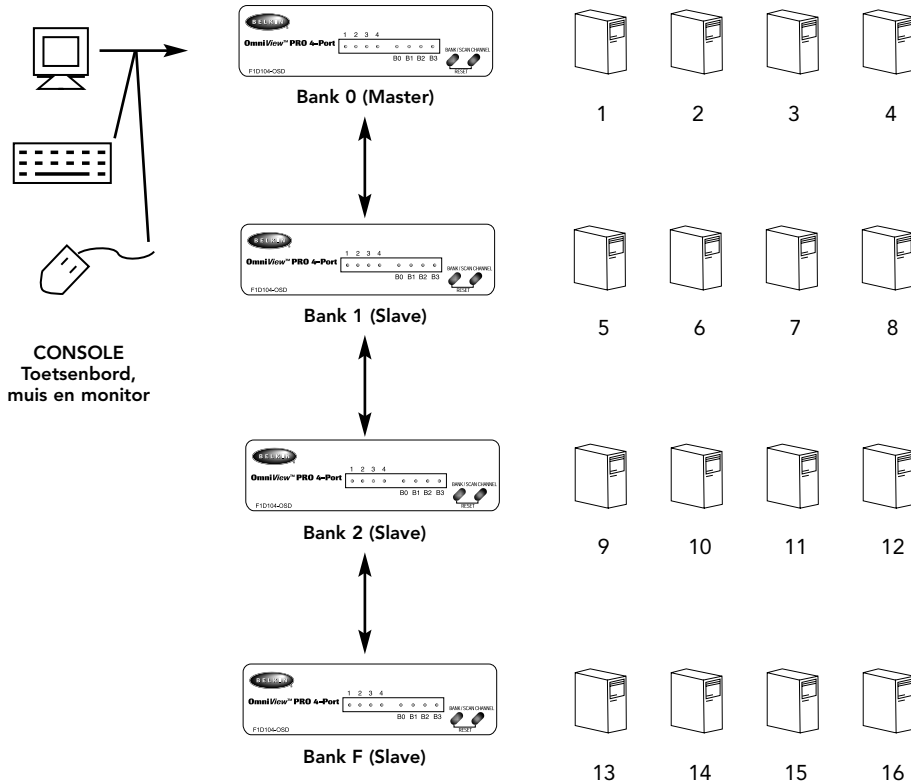 BELKIN
OmniView™ PRO 4-Port
1 2 3 4
B0 B1 B2 B3
BANK / SCAN CHANNEL
RESET
F1D104-OSD
Bank 0 (Master)
1 2 3 4
BELKIN
OmniView™ PRO 4-Port
1 2 3 4
B0 B1 B2 B3
BANK / SCAN CHANNEL
RESET
F1D104-OSD
Bank 1 (Slave)
5 6 7 8
CONSOLE
Toetsenbord,
muis en monitor
BELKIN
OmniView™ PRO 4-Port
1 2 3 4
B0 B1 B2 B3
BANK / SCAN CHANNEL
RESET
F1D104-OSD
Bank 2 (Slave)
9 10 11 12
BELKIN
OmniView™ PRO 4-Port
1 2 3 4
B0 B1 B2 B3
BANK / SCAN CHANNEL
RESET
F1D104-OSD
Bank F (Slave)
13 14 15 16